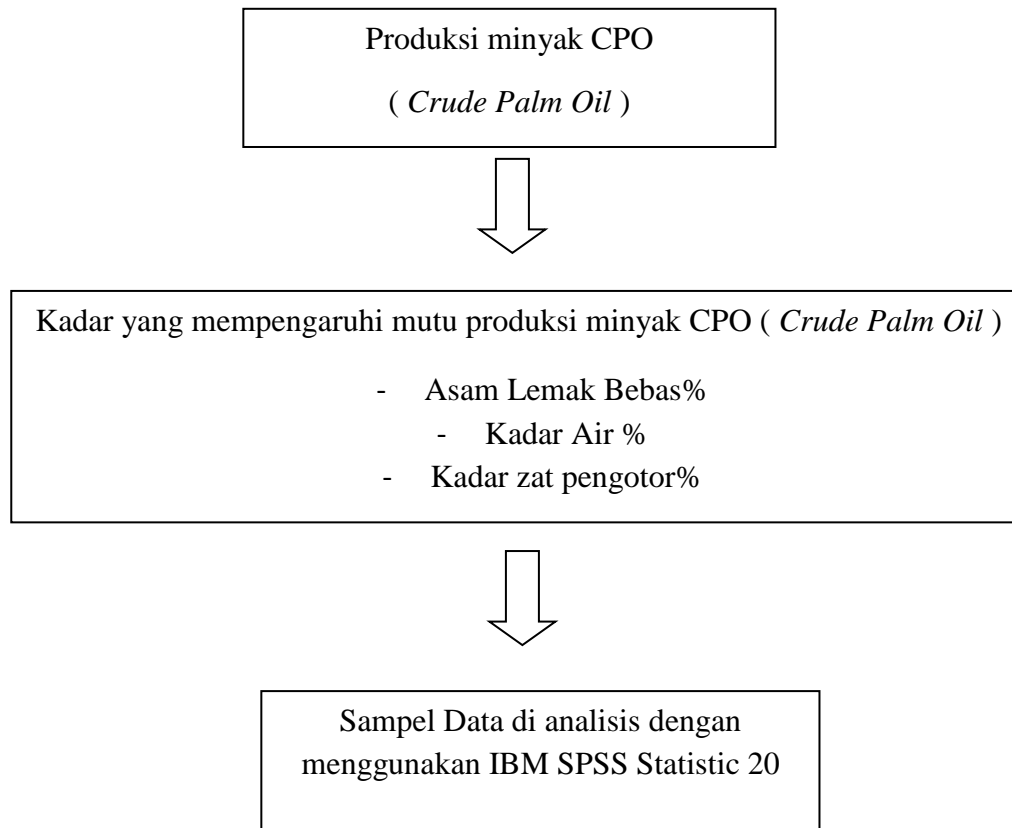 Produksi minyak CPO
( Crude Palm Oil )
Kadar yang mempengaruhi mutu produksi minyak CPO ( Crude Palm Oil )
- Asam Lemak Bebas%
- Kadar Air %
- Kadar zat pengotor%
Sampel Data di analisis dengan
menggunakan IBM SPSS Statistic 20